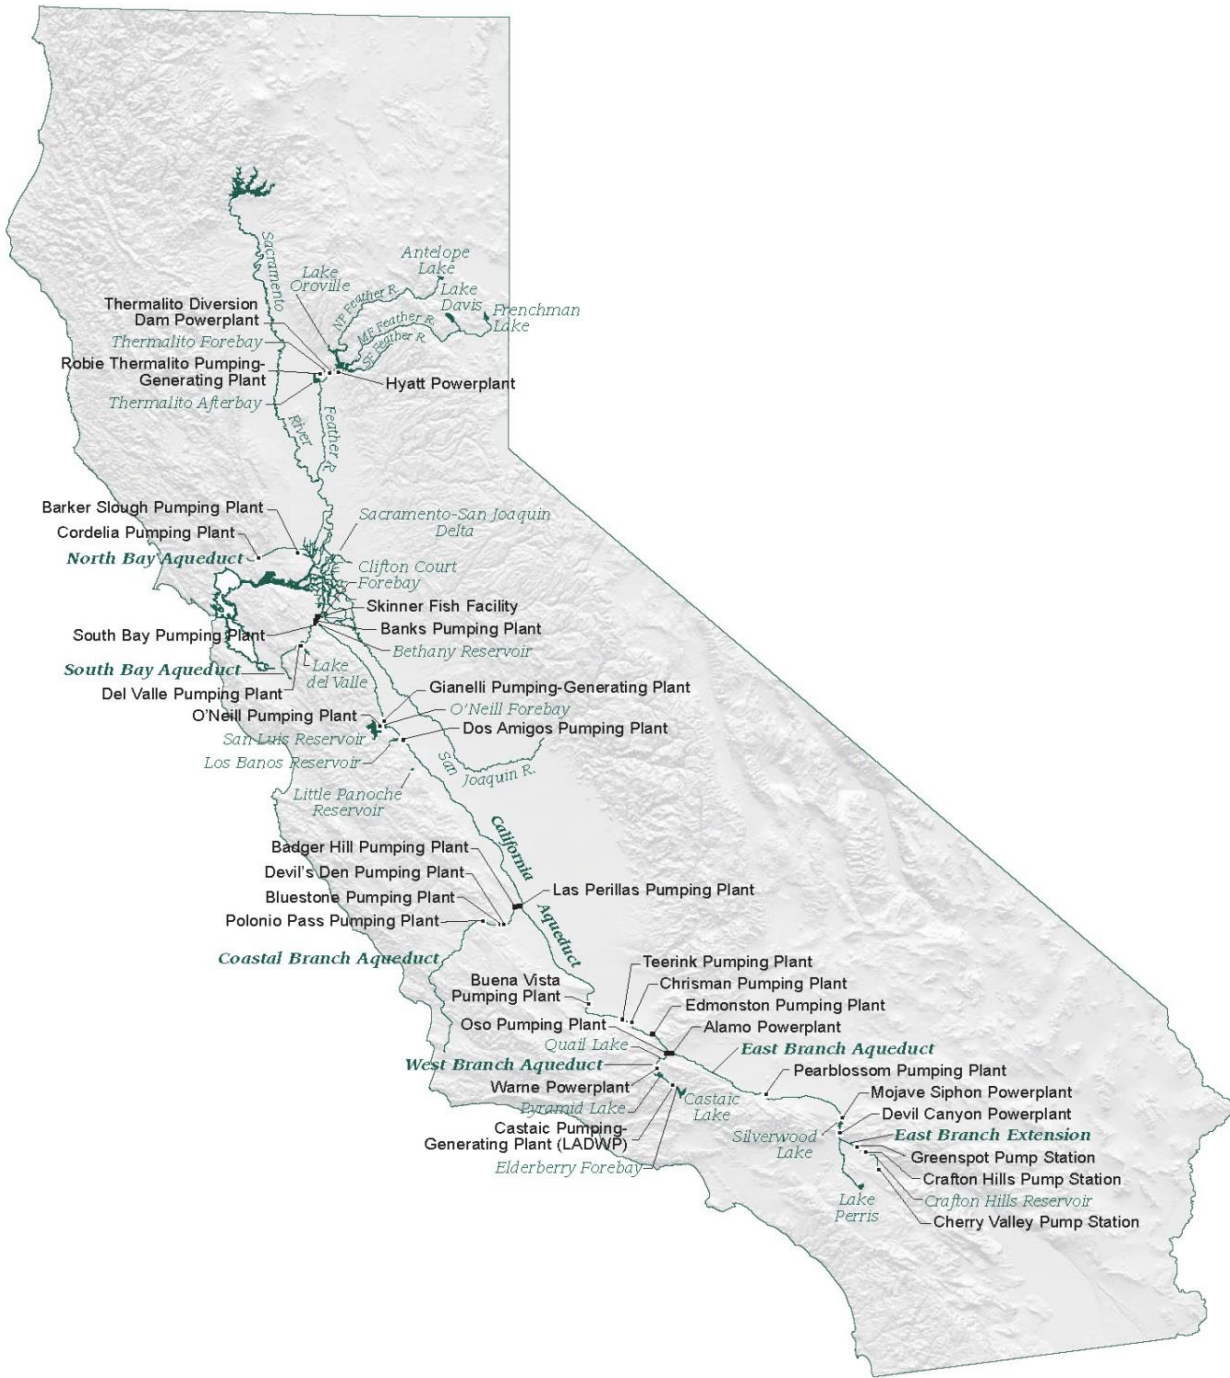 Sacramento
River
Lake
Oroville
Antelope
Lake
Lake
Davis
Frenchman
Lake
NF Feather R.
MF Feather R.
SF Feather R.
Thermalito Diversion
Dam Powerplant
Thermalito Forebay
Robie Thermalito Pumping-
Generating Plant
Thermalito Afterbay
Hyatt Powerplant
Feather R.
Barker Slough Pumping Plant
Cordelia Pumping Plant
North Bay Aqueduct
Sacramento-San Joaquin
Delta
Clifton Court
Forebay
Skinner Fish Facility
South Bay Pumping Plant
Banks Pumping Plant
Bethany Reservoir
South Bay Aqueduct
Lake
del Valle
Del Valle Pumping Plant
Gianelli Pumping-Generating Plant
O'Neill Pumping Plant
O'Neill Forebay
San Luis Reservoir
Dos Amigos Pumping Plant
Los Banos Reservoir
San
Joaquin R.
Little Panoche
Reservoir
California
Aqueduct
Badger Hill Pumping Plant
Devil's Den Pumping Plant
Las Perillas Pumping Plant
Bluestone Pumping Plant
Polonio Pass Pumping Plant
Coastal Branch Aqueduct
Buena Vista
Pumping Plant
Teerink Pumping Plant
Chrisman Pumping Plant
Edmonston Pumping Plant
Oso Pumping Plant
Alamo Powerplant
Quail Lake
East Branch Aqueduct
West Branch Aqueduct
Pearblossom Pumping Plant
Warne Powerplant
Mojave Siphon Powerplant
Pyramid Lake
Castaic
Lake
Devil Canyon Powerplant
Castaic Pumping-
Generating Plant (LADWP)
Silverwood
Lake
East Branch Extension
Elderberry Forebay
Greenspot Pump Station
Crafton Hills Pump Station
Lake
Perris
Crafton Hills Reservoir
Cherry Valley Pump Station